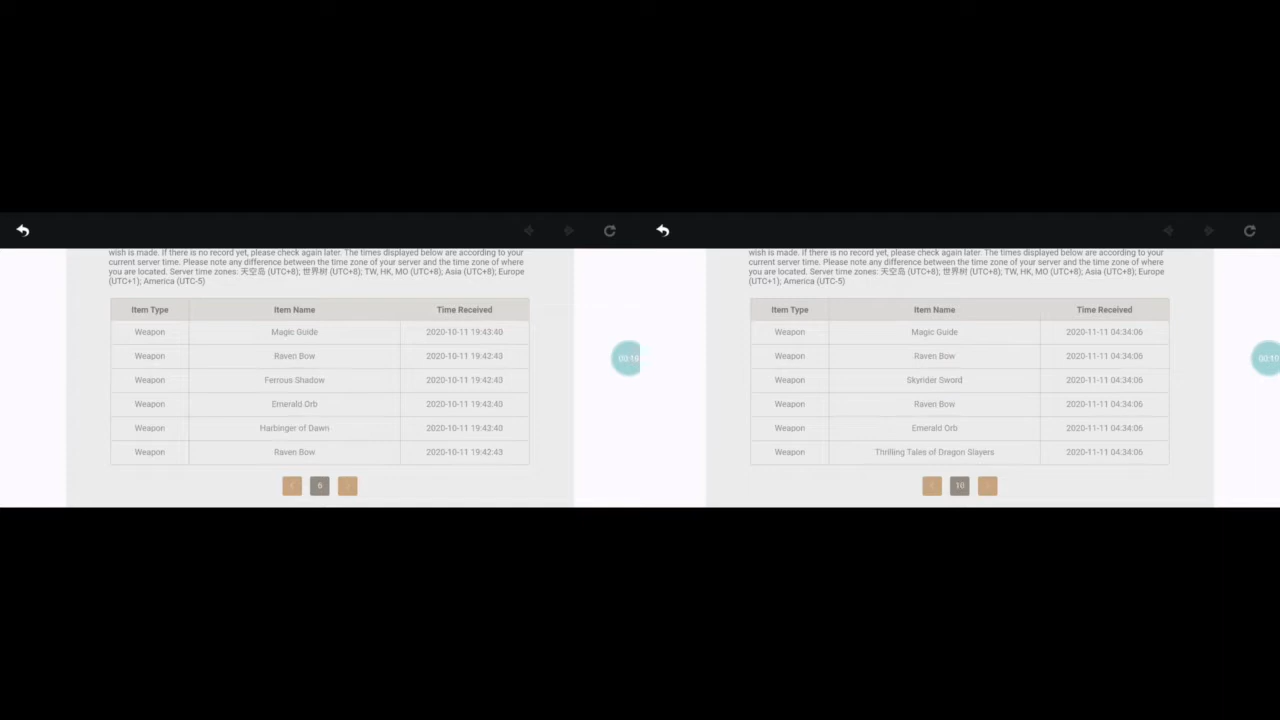 wish is made. If there is no record yet, please check again later. The times displayed below are according to your
current server time. Please note any difference between the time zone of your server and the time zone of where
you are located. Server time zones: 天空岛 (UTC+8); 世界树 (UTC+8); TW, HK, MO (UTC+8); Asia (UTC+8); Europe
(UTC+1); America (UTC-5)
Item Type Item Name Time Received
Weapon Magic Guide 2020-10-11 19:43:40
Weapon Raven Bow 2020-10-11 19:42:43
Weapon Ferrous Shadow 2020-10-11 19:42:43
Weapon Emerald Orb 2020-10-11 19:42:43
Weapon Harbinger of Dawn 2020-10-11 19:42:43
Weapon Raven Bow 2020-10-11 19:42:43
6
00:16
wish is made. If there is no record yet, please check again later. The times displayed below are according to your
current server time. Please note any difference between the time zone of your server and the time zone of where
you are located. Server time zones: 天空岛 (UTC+8); 世界树 (UTC+8); TW, HK, MO (UTC+8); Asia (UTC+8); Europe
(UTC+1); America (UTC-5)
Item Type Item Name Time Received
Weapon Magic Guide 2020-11-11 04:34:06
Weapon Raven Bow 2020-11-11 04:34:06
Weapon Skyrider Sword 2020-11-11 04:34:06
Weapon Raven Bow 2020-11-11 04:34:06
Weapon Emerald Orb 2020-11-11 04:34:06
Weapon Thrilling Tales of Dragon Slayers 2020-11-11 04:34:06
10
00:10